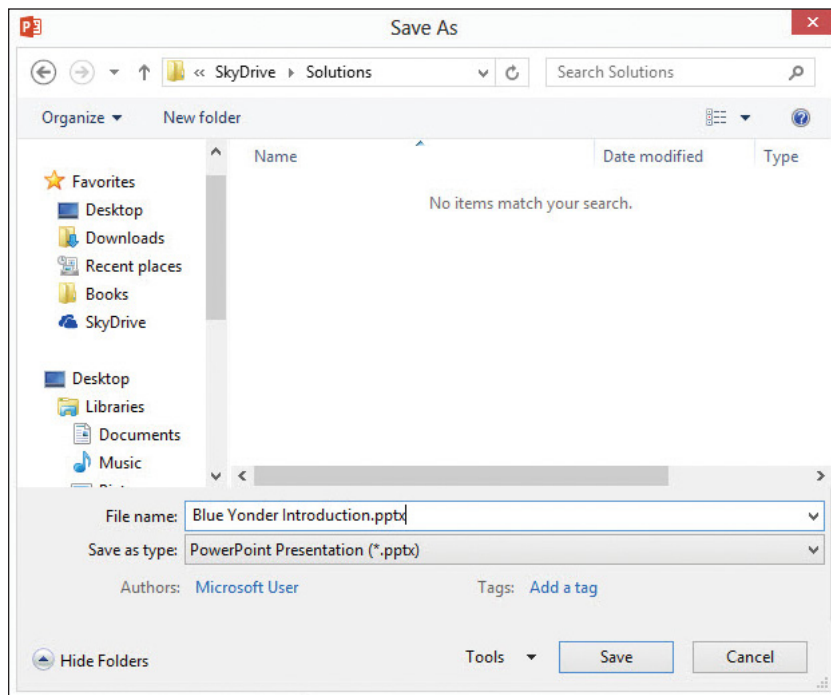 Save As
« SkyDrive Solutions Search Solutions
Organize New folder
Name Date modified Type
No items match your search.
Favorites
Desktop
Downloads
Recent places
Books
SkyDrive
Desktop
Libraries
Documents
Music
File name: Blue Yonder Introduction.pptx
Save as type: PowerPoint Presentation (*.pptx)
Authors: Microsoft User Tags: Add a tag
Hide Folders Tools Save Cancel